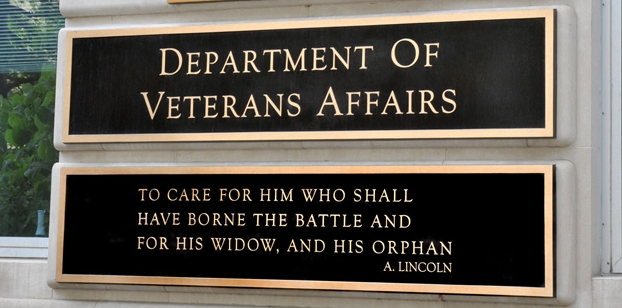 DEPARTMENT OF
VETERANS AFFAIRS
TO CARE FOR HIM WHO SHALL
HAVE BORNE THE BATTLE AND
FOR HIS WIDOW, AND HIS ORPHAN
A. LINCOLN